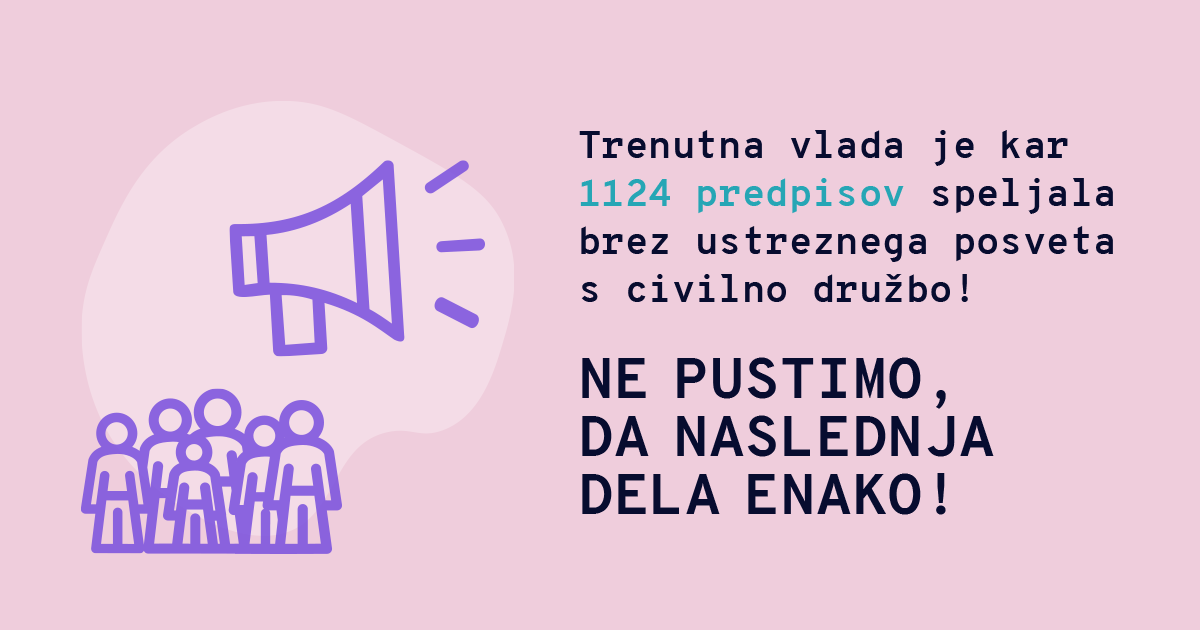 Trenutna vlada je kar
1124 predpisov speljala
brez ustreznega posveta
s civilno družbo!
NE PUSTIMO,
DA NASLEDNJA
DELA ENAKO!